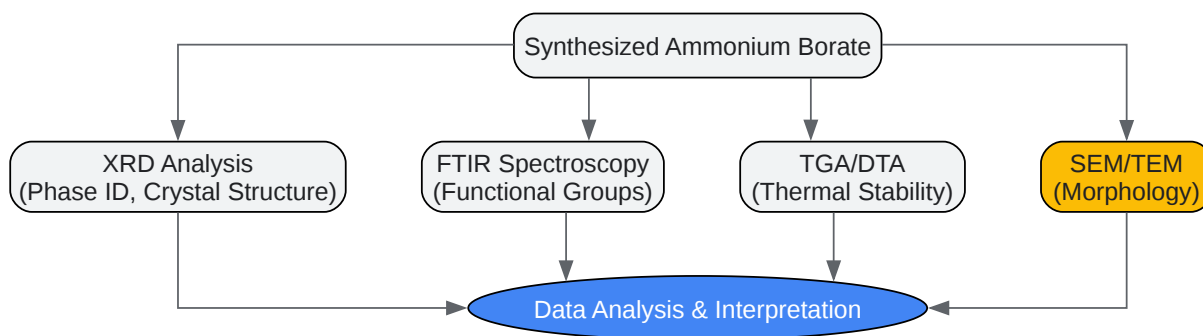 Synthesized Ammonium Borate
XRD Analysis
(Phase ID, Crystal Structure)
FTIR Spectroscopy
(Functional Groups)
TGA/DTA
(Thermal Stability)
SEM/TEM
(Morphology)
Data Analysis & Interpretation